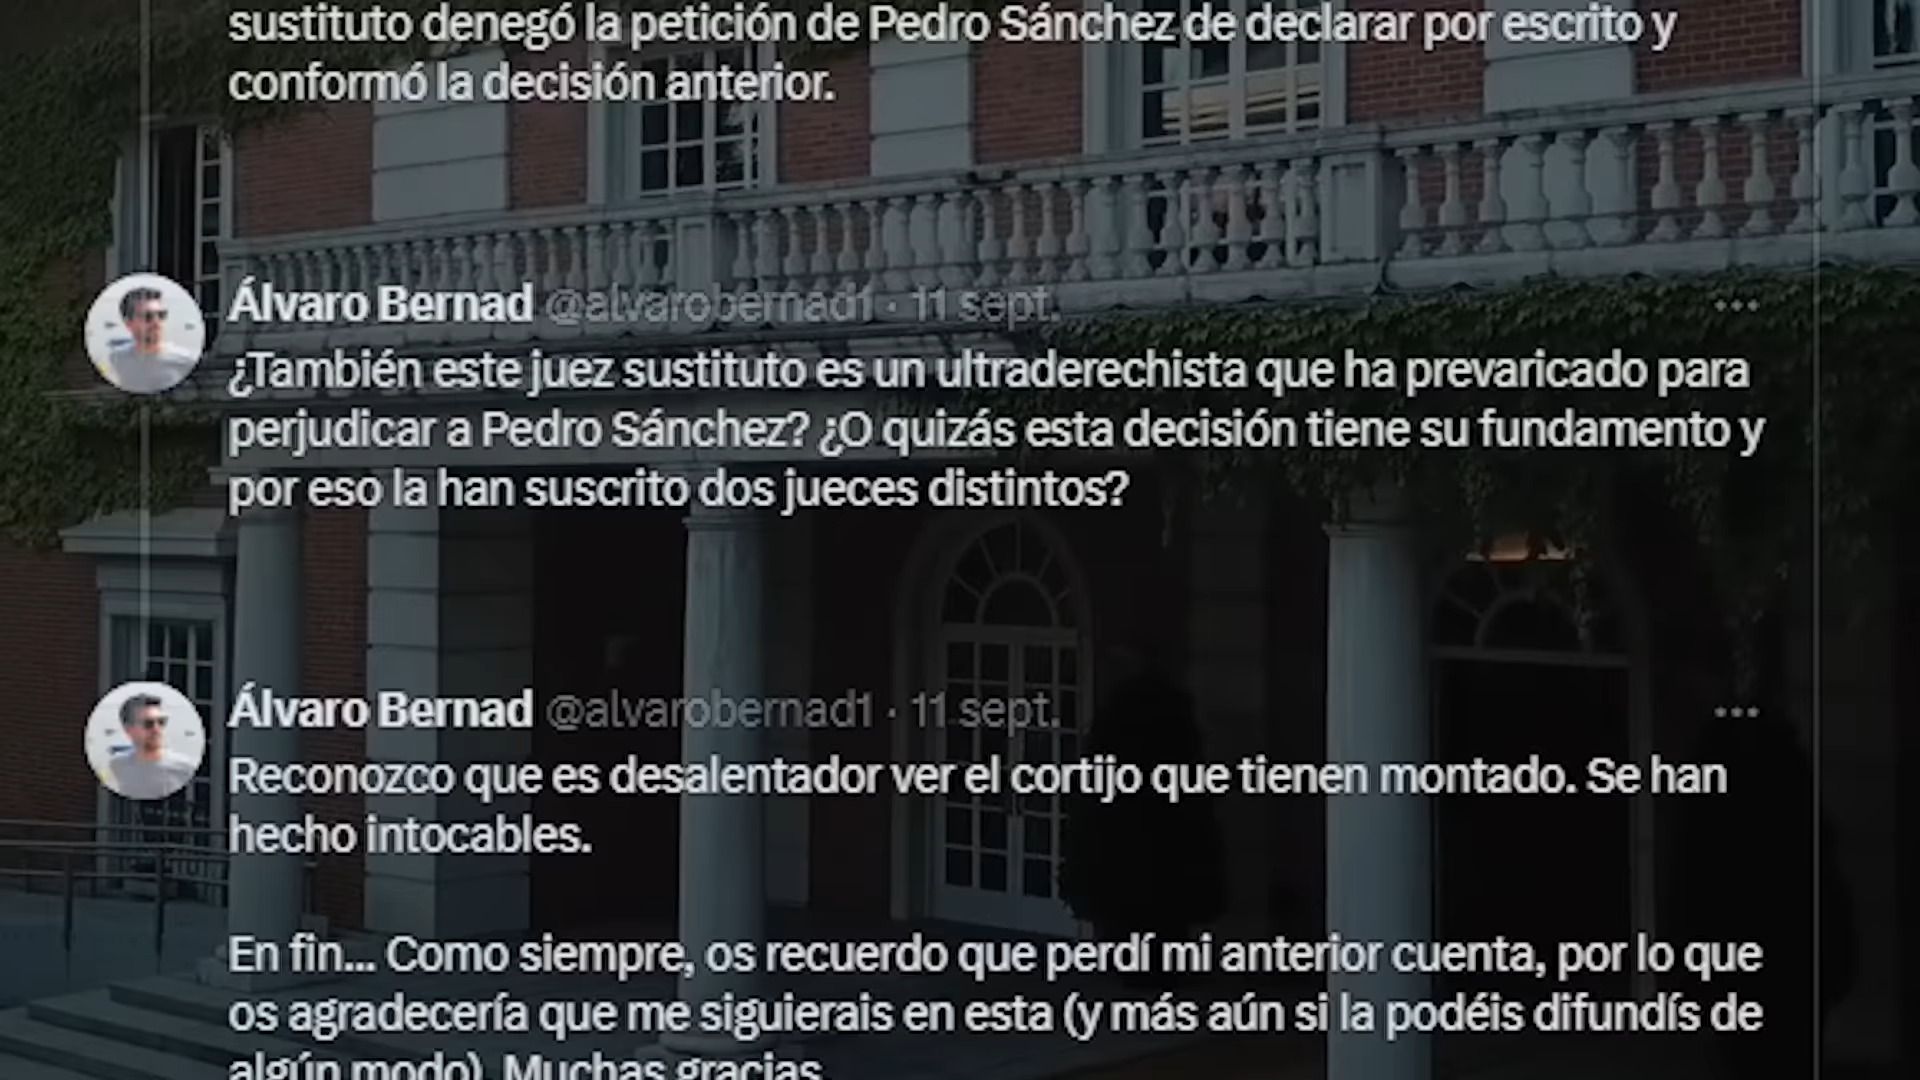 sustituto denegó la petición de Pedro Sánchez de declarar por escrito y
conformó la decisión anterior.
Álvaro Bernad @alvarobernad1 · 11 sept.
¿También este juez sustituto es un ultraderechista que ha prevaricado para
perjudicar a Pedro Sánchez? ¿O quizás esta decisión tiene su fundamento y
por eso la han suscrito dos jueces distintos?
Álvaro Bernad @alvarobernad1 · 11 sept.
Reconozco que es desalentador ver el cortijo que tienen montado. Se han
hecho intocables.
En fin... Como siempre, os recuerdo que perdí mi anterior cuenta, por lo que
os agradecería que me siguierais en esta (y más aún si la podéis difundís de
algún modo). Muchas gracias.